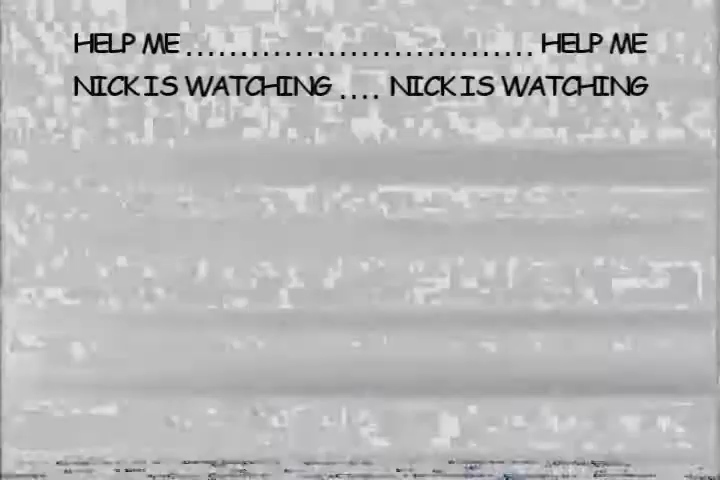 HELP ME ................................ HELP ME
NICK IS WATCHING .... NICK IS WATCHING